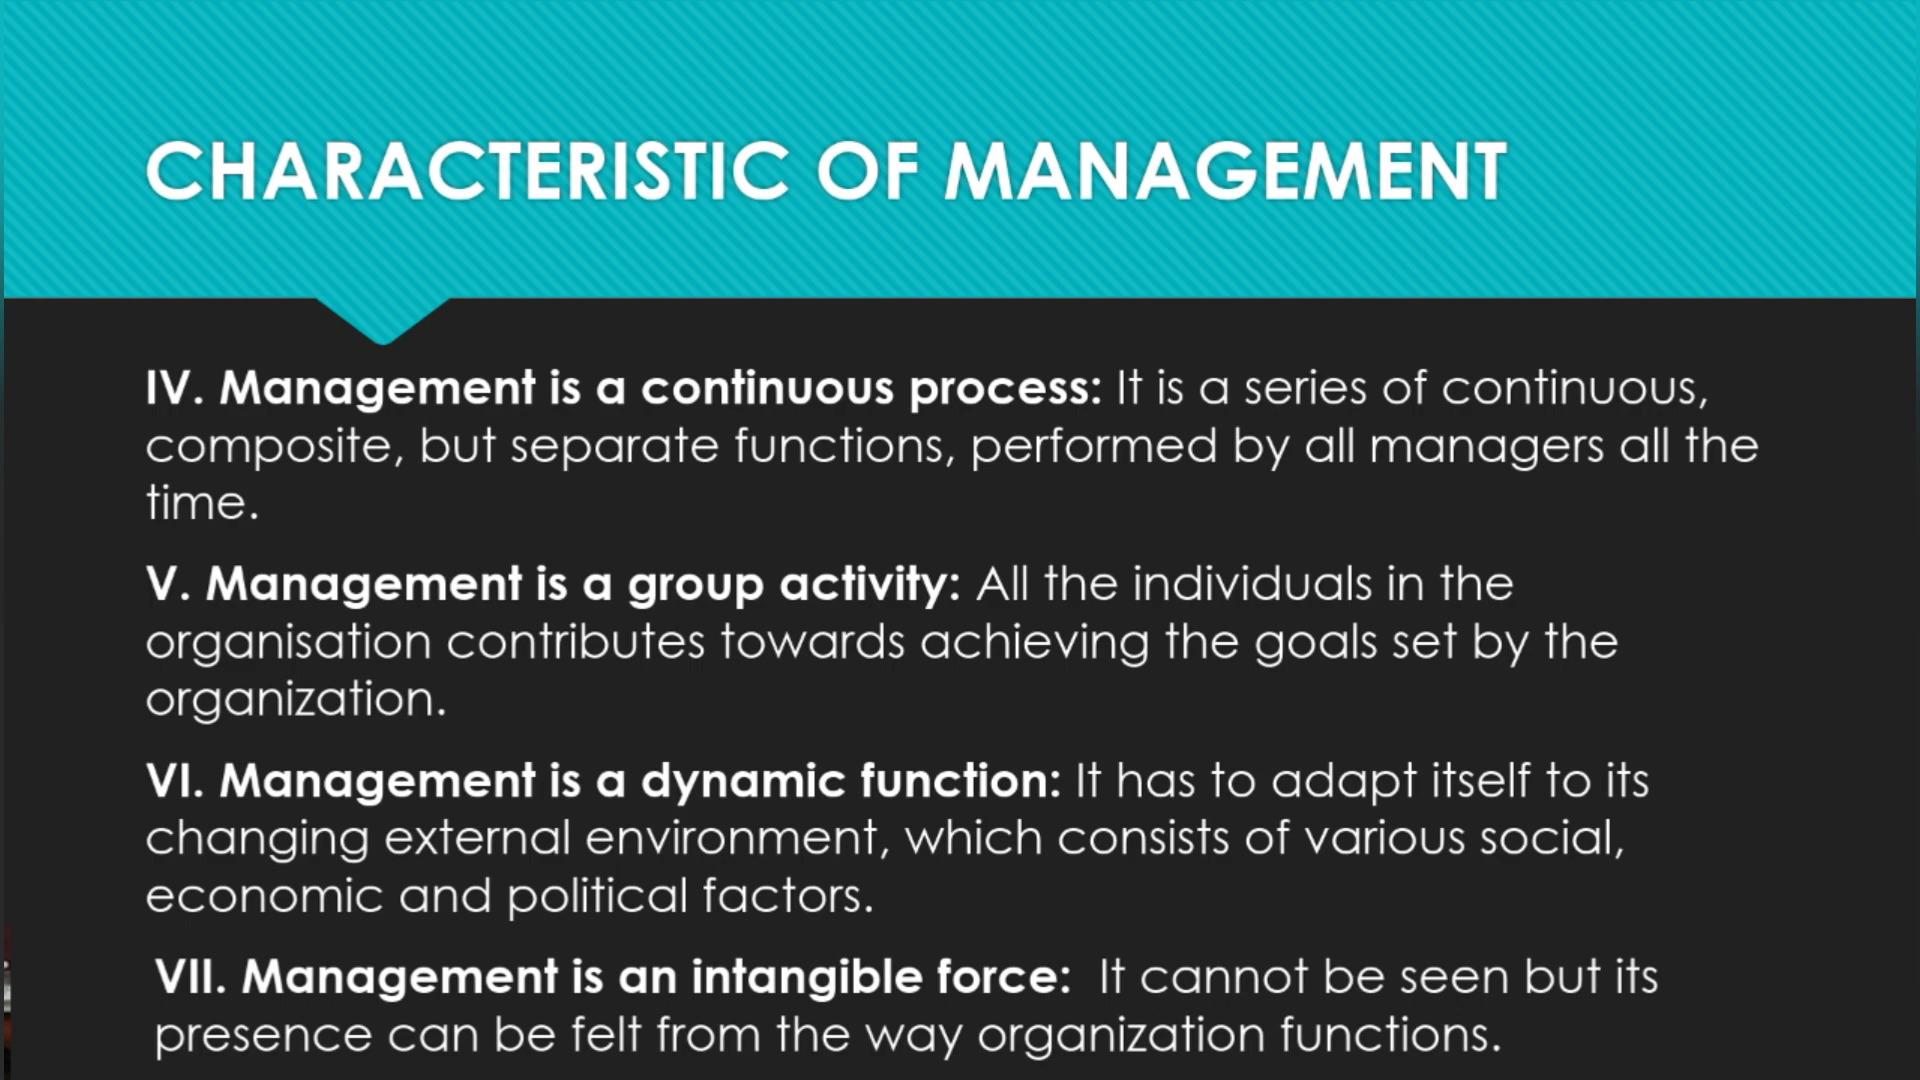 CHARACTERISTIC OF MANAGEMENT
IV. Management is a continuous process: It is a series of continuous,
composite, but separate functions, performed by all managers all the
time.
V. Management is a group activity: All the individuals in the
organisation contributes towards achieving the goals set by the
organization.
VI. Management is a dynamic function: It has to adapt itself to its
changing external environment, which consists of various social,
economic and political factors.
VII. Management is an intangible force:  It cannot be seen but its
presence can be felt from the way organization functions.